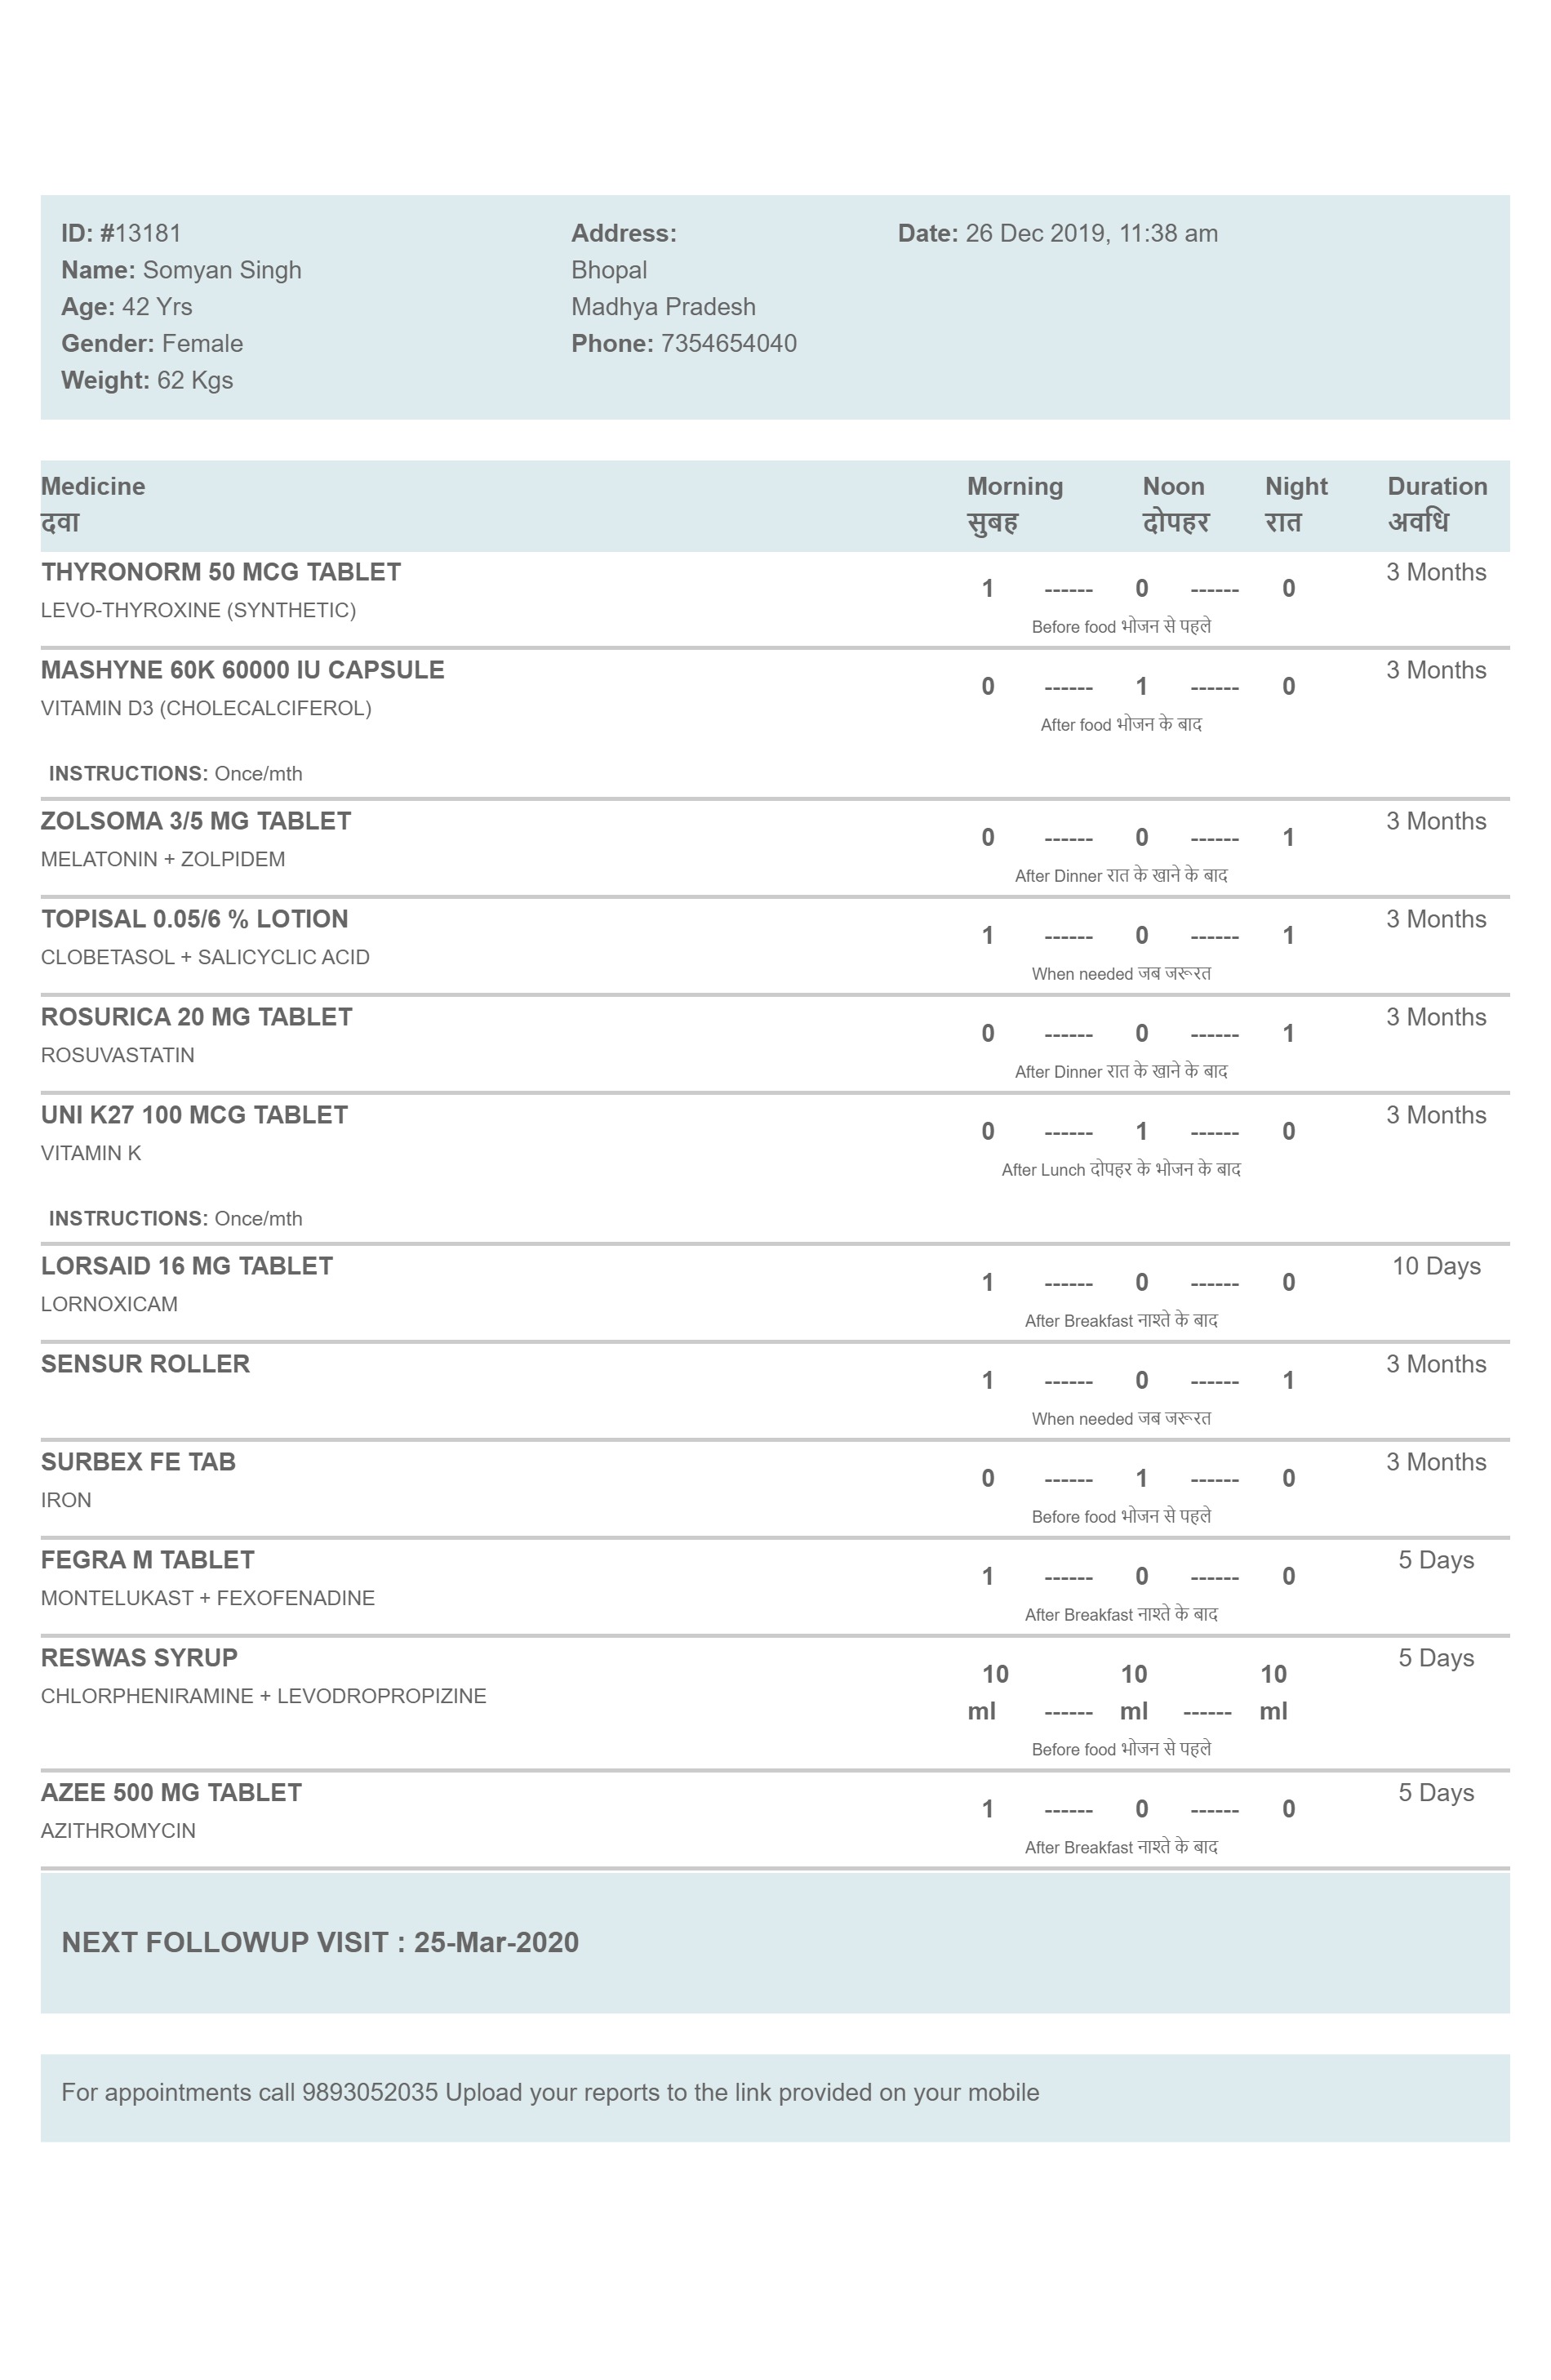 ID: #13181
Name: Somyan Singh
Age: 42 Yrs
Gender: Female
Weight: 62 Kgs
Address:
Bhopal
Madhya Pradesh
Phone: 7354654040
Date: 26 Dec 2019, 11:38 am
Medicine Morning Noon Night Duration
दवा सुबह दोपहर रात अवधि
THYRONORM 50 MCG TABLET 3 Months
1 ------ 0 ------ 0
LEVO-THYROXINE (SYNTHETIC)
Before food भोजन से पहले
MASHYNE 60K 60000 IU CAPSULE 3 Months
0 ------ 1 ------ 0
VITAMIN D3 (CHOLECALCIFEROL)
After food भोजन के बाद
INSTRUCTIONS: Once/mth
ZOLSOMA 3/5 MG TABLET 3 Months
0 ------ 0 ------ 1
MELATONIN + ZOLPIDEM
After Dinner रात के खाने के बाद
TOPISAL 0.05/6 % LOTION 3 Months
1 ------ 0 ------ 1
CLOBETASOL + SALICYCLIC ACID
When needed जब जरूरत
ROSURICA 20 MG TABLET 3 Months
0 ------ 0 ------ 1
ROSUVASTATIN
After Dinner रात के खाने के बाद
UNI K27 100 MCG TABLET 3 Months
0 ------ 1 ------ 0
VITAMIN K
After Lunch दोपहर के भोजन के बाद
INSTRUCTIONS: Once/mth
LORSAID 16 MG TABLET 10 Days
1 ------ 0 ------ 0
LORNOXICAM
After Breakfast नाश्ते के बाद
SENSUR ROLLER 3 Months
1 ------ 0 ------ 1
When needed जब जरूरत
SURBEX FE TAB 3 Months
0 ------ 1 ------ 0
IRON
Before food भोजन से पहले
FEGRA M TABLET 5 Days
1 ------ 0 ------ 0
MONTELUKAST + FEXOFENADINE
After Breakfast नाश्ते के बाद
RESWAS SYRUP 5 Days
10 10 10
CHLORPHENIRAMINE + LEVODROPROPIZINE
ml ------ ml ------ ml
Before food भोजन से पहले
AZEE 500 MG TABLET 5 Days
1 ------ 0 ------ 0
AZITHROMYCIN
After Breakfast नाश्ते के बाद
NEXT FOLLOWUP VISIT : 25-Mar-2020
For appointments call 9893052035 Upload your reports to the link provided on your mobile